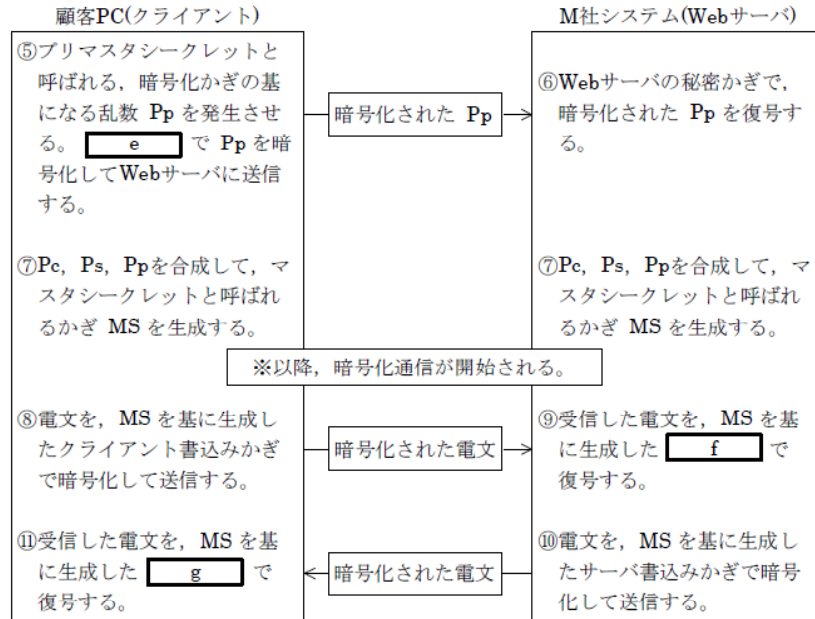 顧客PC(クライアント)
M社システム(Webサーバ)
⑤プリマスタシークレットと
呼ばれる，暗号化かぎの基
になる乱数 Pp を発生させ
る。 e で Pp を暗
号化してWebサーバに送信
する。
暗号化された Pp
⑥Webサーバの秘密かぎで，
暗号化された Pp を復号す
る。
⑦Pc，Ps，Ppを合成して，マ
スタシークレットと呼ばれ
るかぎ MS を生成する。
⑦Pc，Ps，Ppを合成して，マ
スタシークレットと呼ばれ
るかぎ MS を生成する。
※以降，暗号化通信が開始される。
⑧電文を，MS を基に生成し
たクライアント書込みかぎ
で暗号化して送信する。
暗号化された電文
⑨受信した電文を，MS を基
に生成した f で
復号する。
⑪受信した電文を，MS を基
に生成した g で
復号する。
暗号化された電文
⑩電文を，MS を基に生成し
たサーバ書込みかぎで暗号
化して送信する。